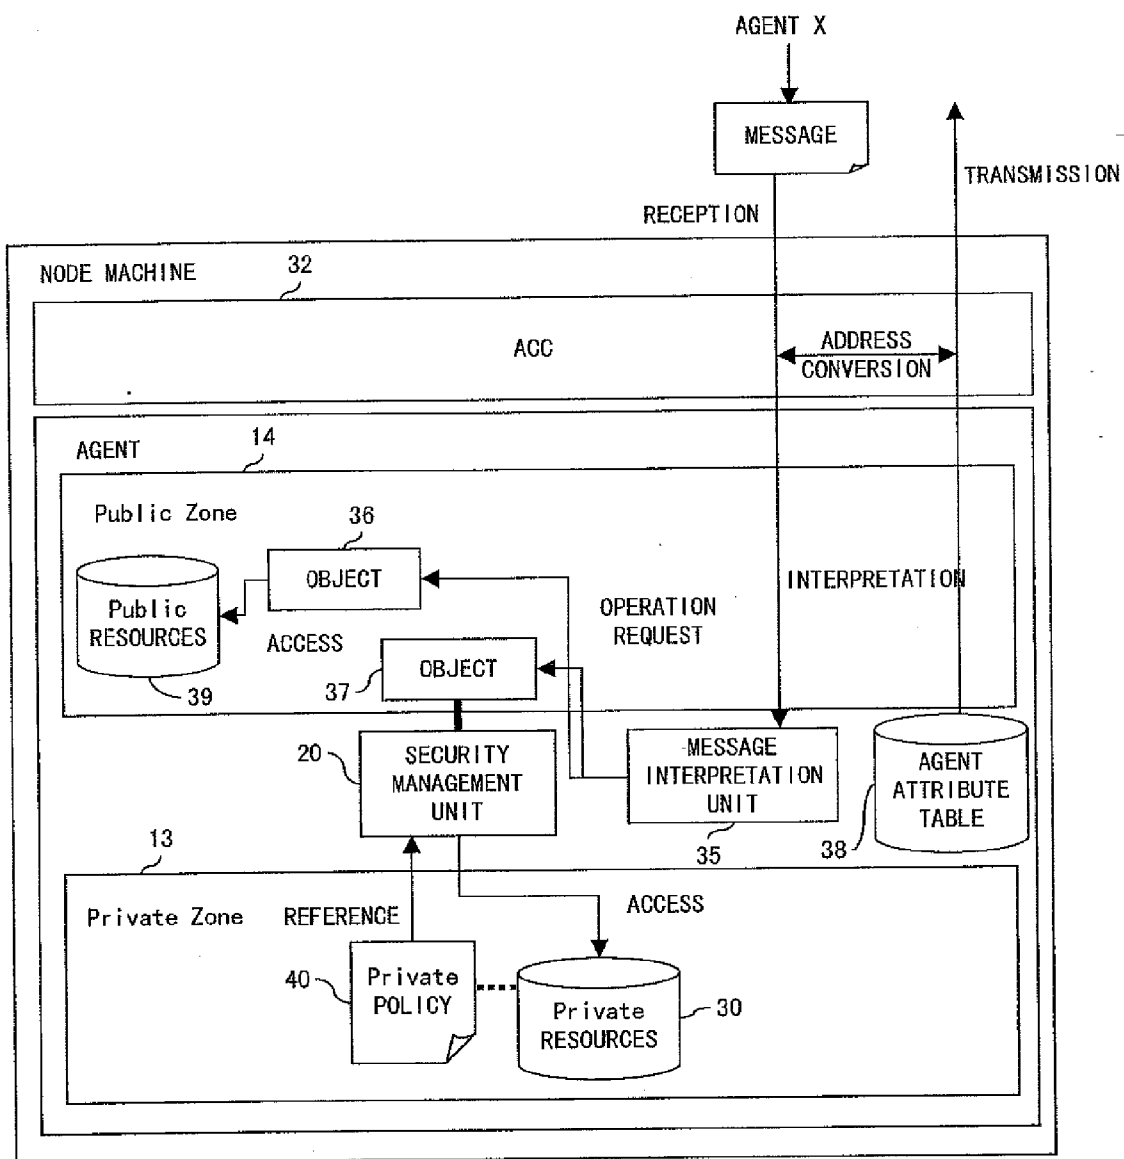 AGENT X
MESSAGE
TRANSMISSION
RECEPTION
NODE MACHINE
32
ACC
ADDRESS
CONVERSION
AGENT
14
Public Zone
36
OBJECT
INTERPRETATION
Public
RESOURCES
OPERATION
REQUEST
ACCESS
OBJECT
37
39
20
SECURITY
MANAGEMENT
UNIT
MESSAGE
INTERPRETATION
UNIT
AGENT
ATTRIBUTE
TABLE
13
35
38
Private Zone
REFERENCE
ACCESS
40
Private
POLICY
Private
RESOURCES
30